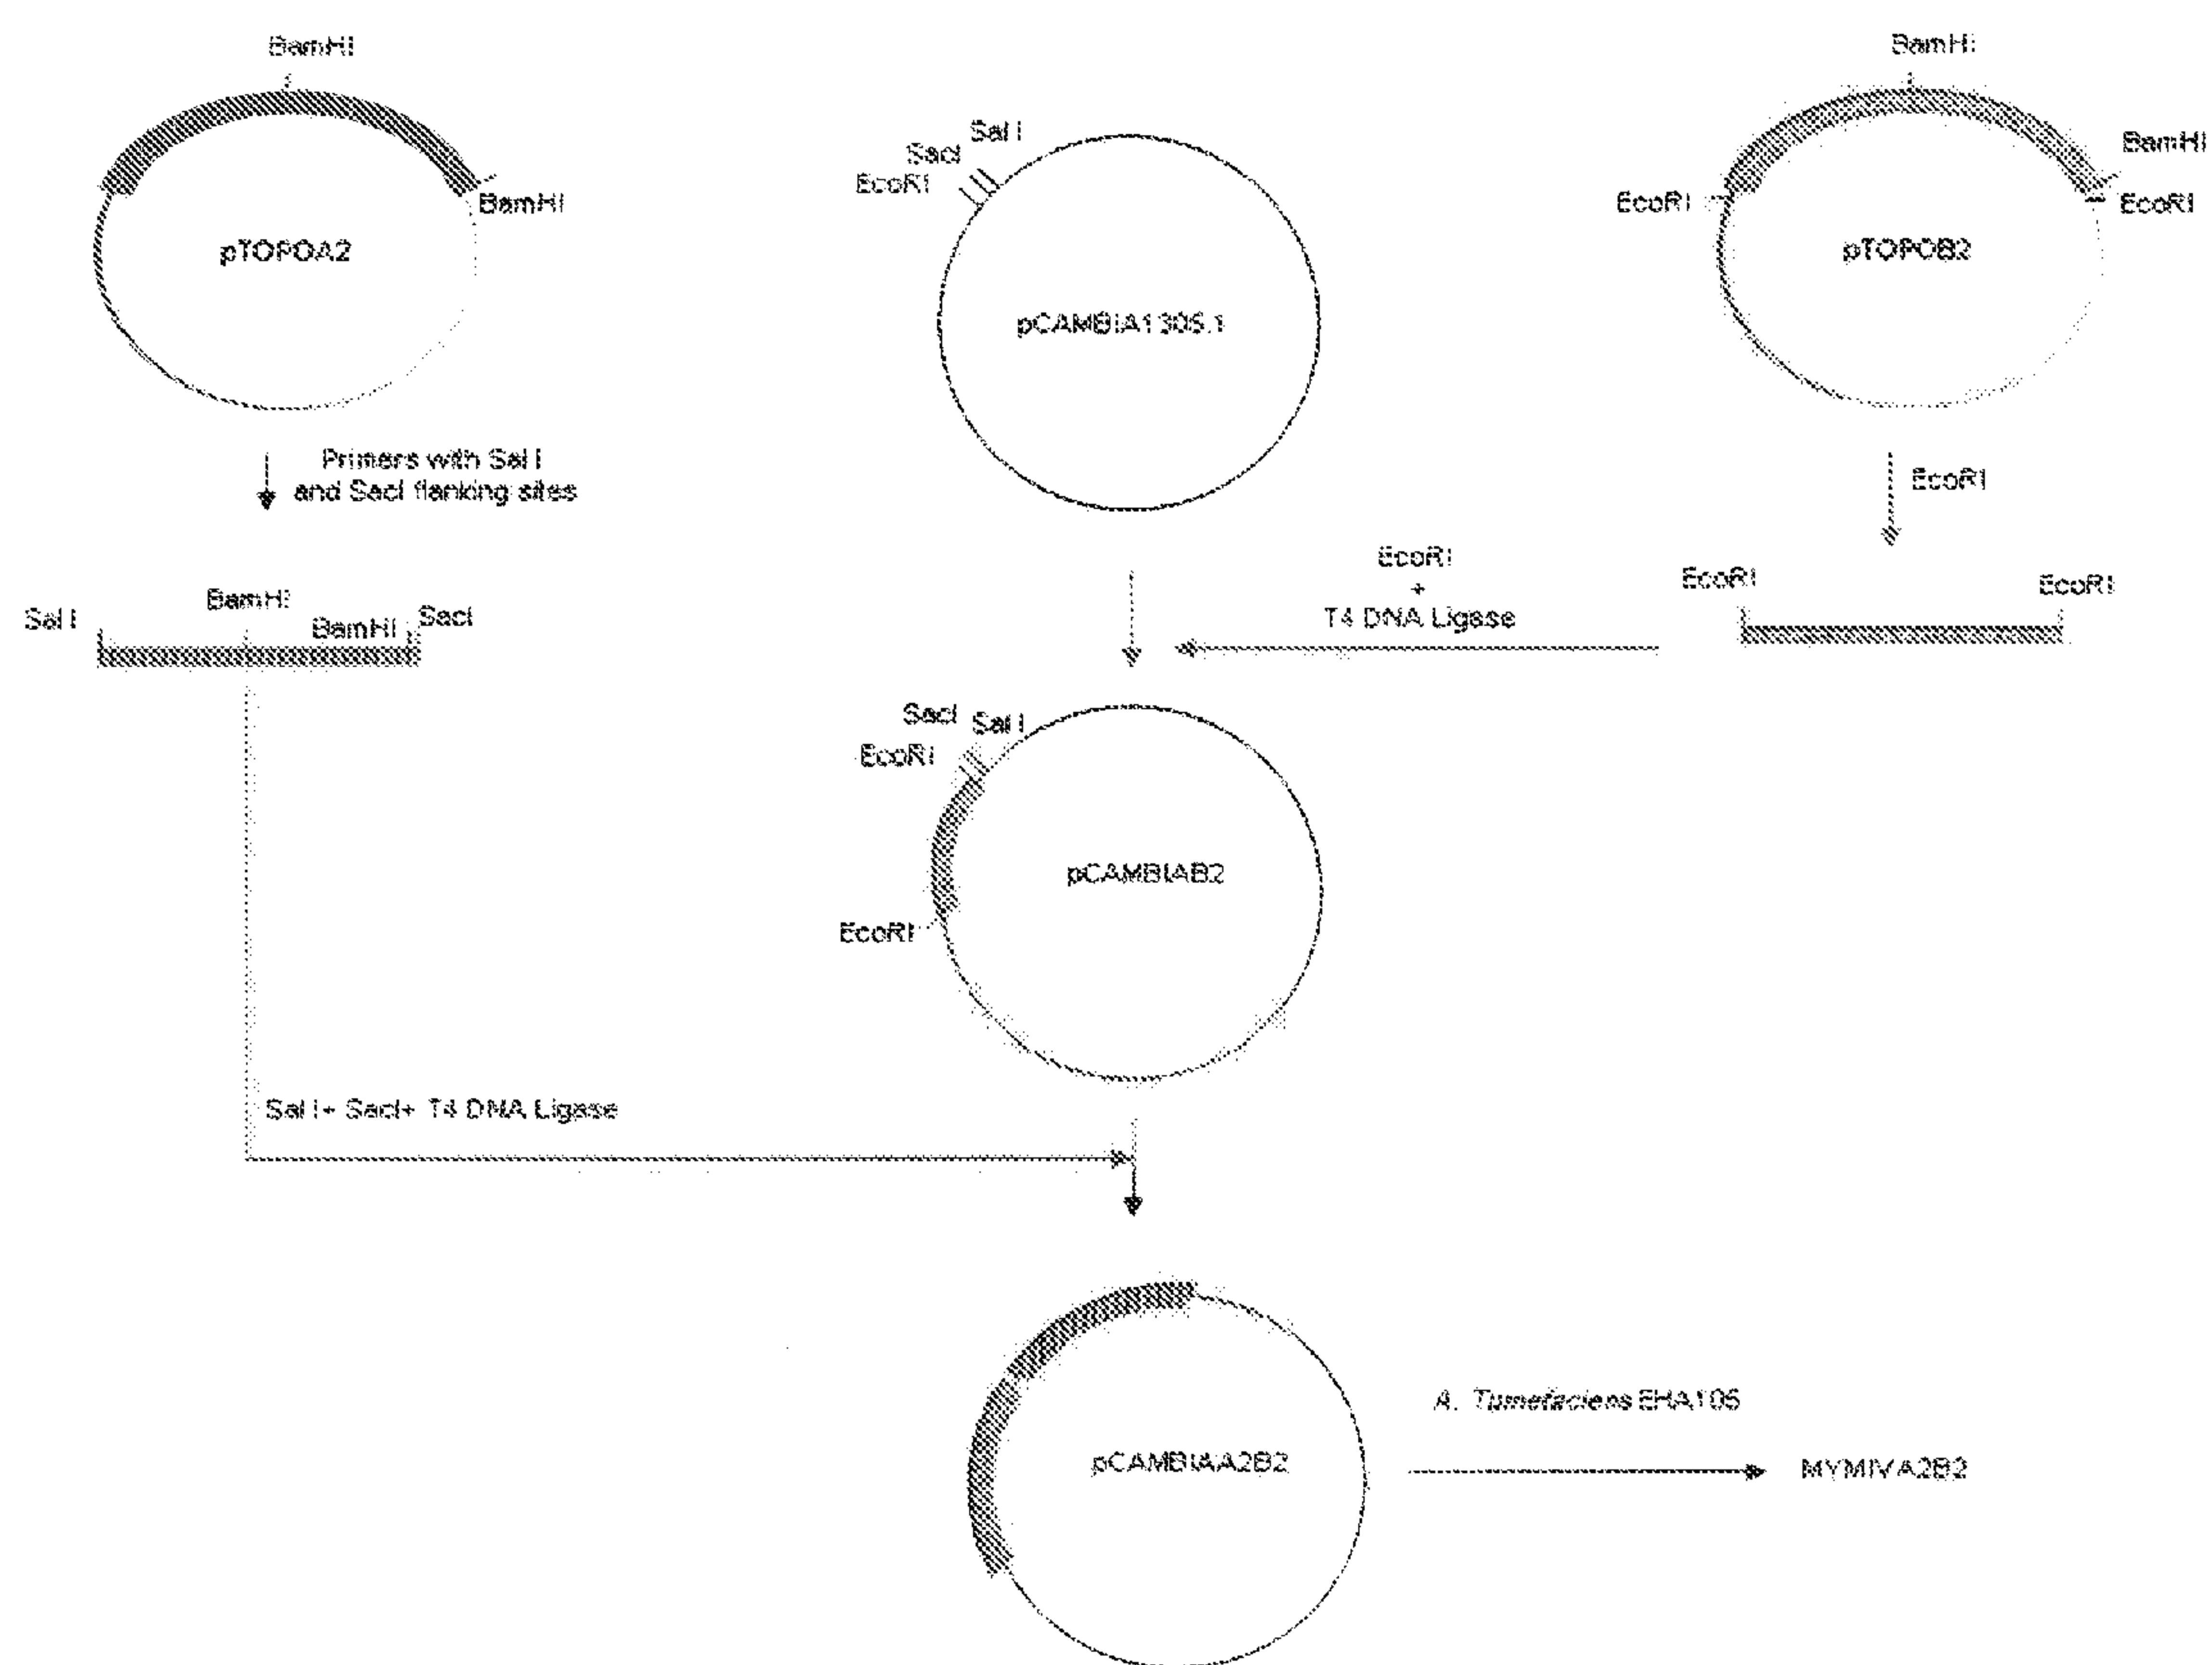 BamHI
BamHI
pTOPOA2
Primers with Sal I
and SacI flanking sites
Sal I
BamHI
BamHI
SacI
Sal I
SacI
EcoRI
pCAMBIA1305.1
BamHI
BamHI
EcoRI
EcoRI
pTOPOB2
EcoRI
EcoRI
EcoRI
EcoRI
+
T4 DNA Ligase
SacI
Sal I
EcoRI
pCAMBIAB2
EcoRI
Sal I+ SacI+ T4 DNA Ligase
pCAMBIAA2B2
A. Tumefaciens EHA105
MYMIVA2B2